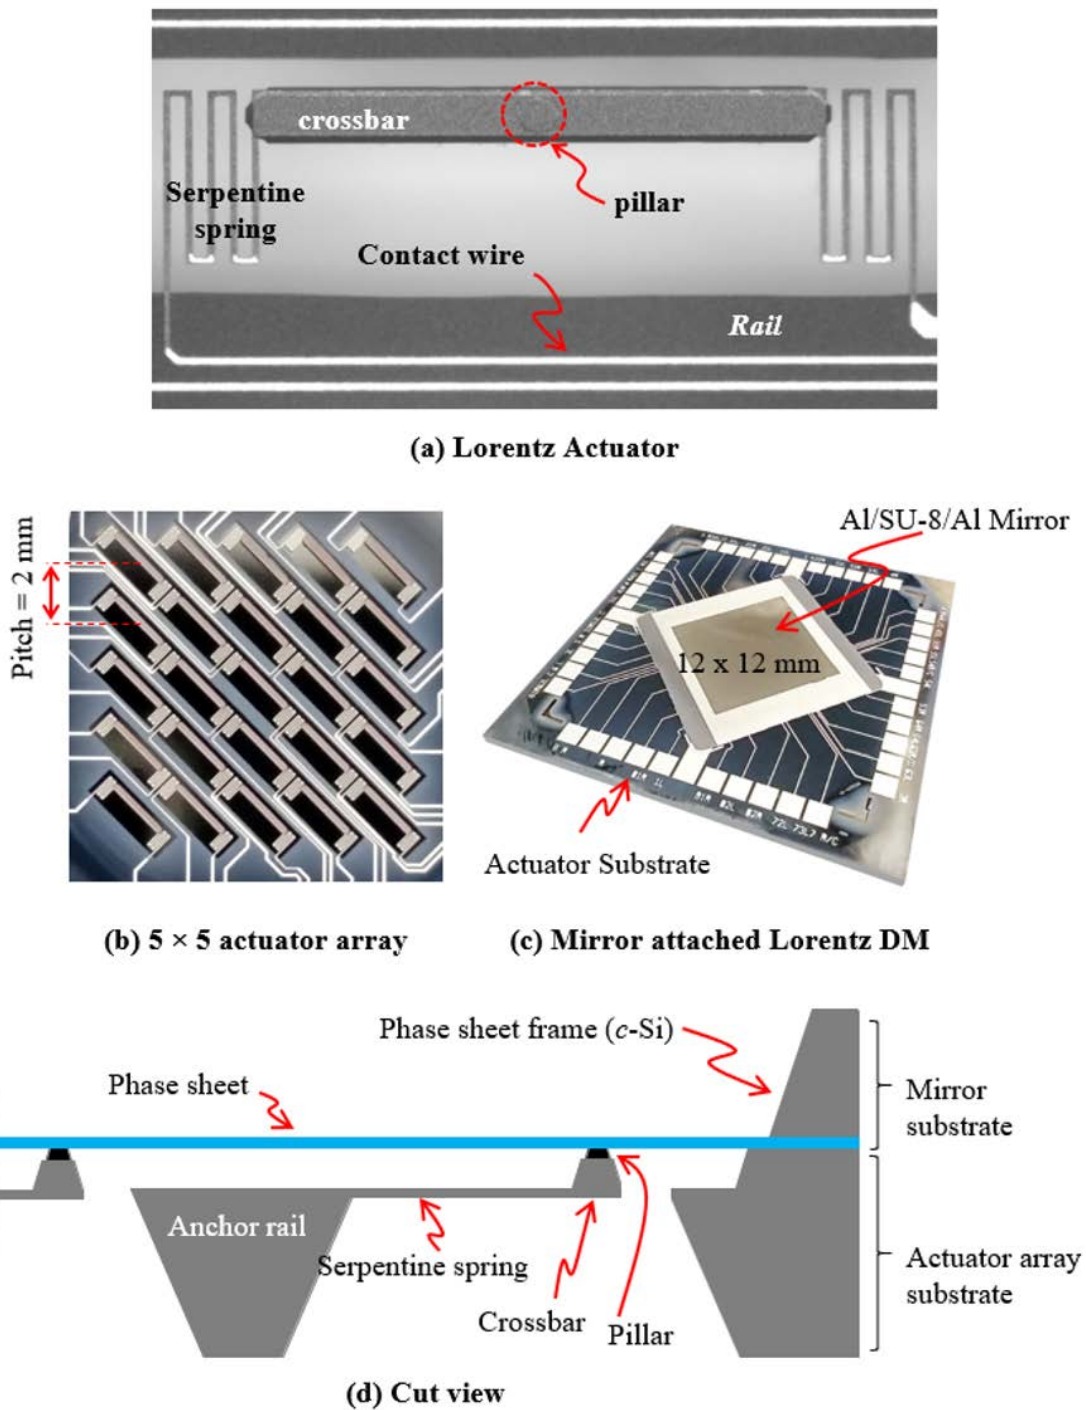 crossbar
Serpentine
spring
pillar
Contact wire
Rail
(a) Lorentz Actuator
Pitch = 2 mm
Al/SU-8/Al Mirror
12 x 12 mm
Actuator Substrate
(b) 5 × 5 actuator array
(c) Mirror attached Lorentz DM
Phase sheet frame (c-Si)
Phase sheet
Mirror
substrate
Anchor rail
Serpentine spring
Actuator array
substrate
Crossbar
Pillar
(d) Cut view